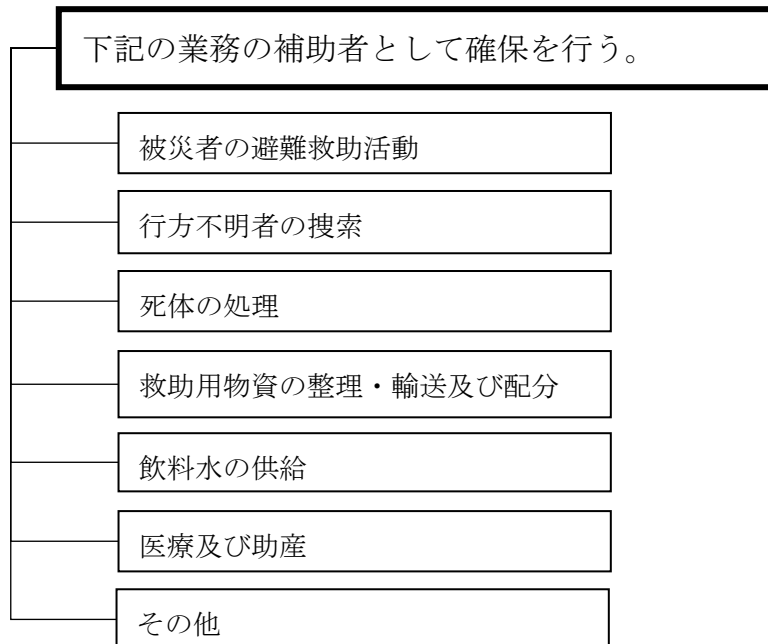 下記の業務の補助者として確保を行う。
被災者の避難救助活動
行方不明者の捜索
死体の処理
救助用物資の整理・輸送及び配分
飲料水の供給
医療及び助産
その他